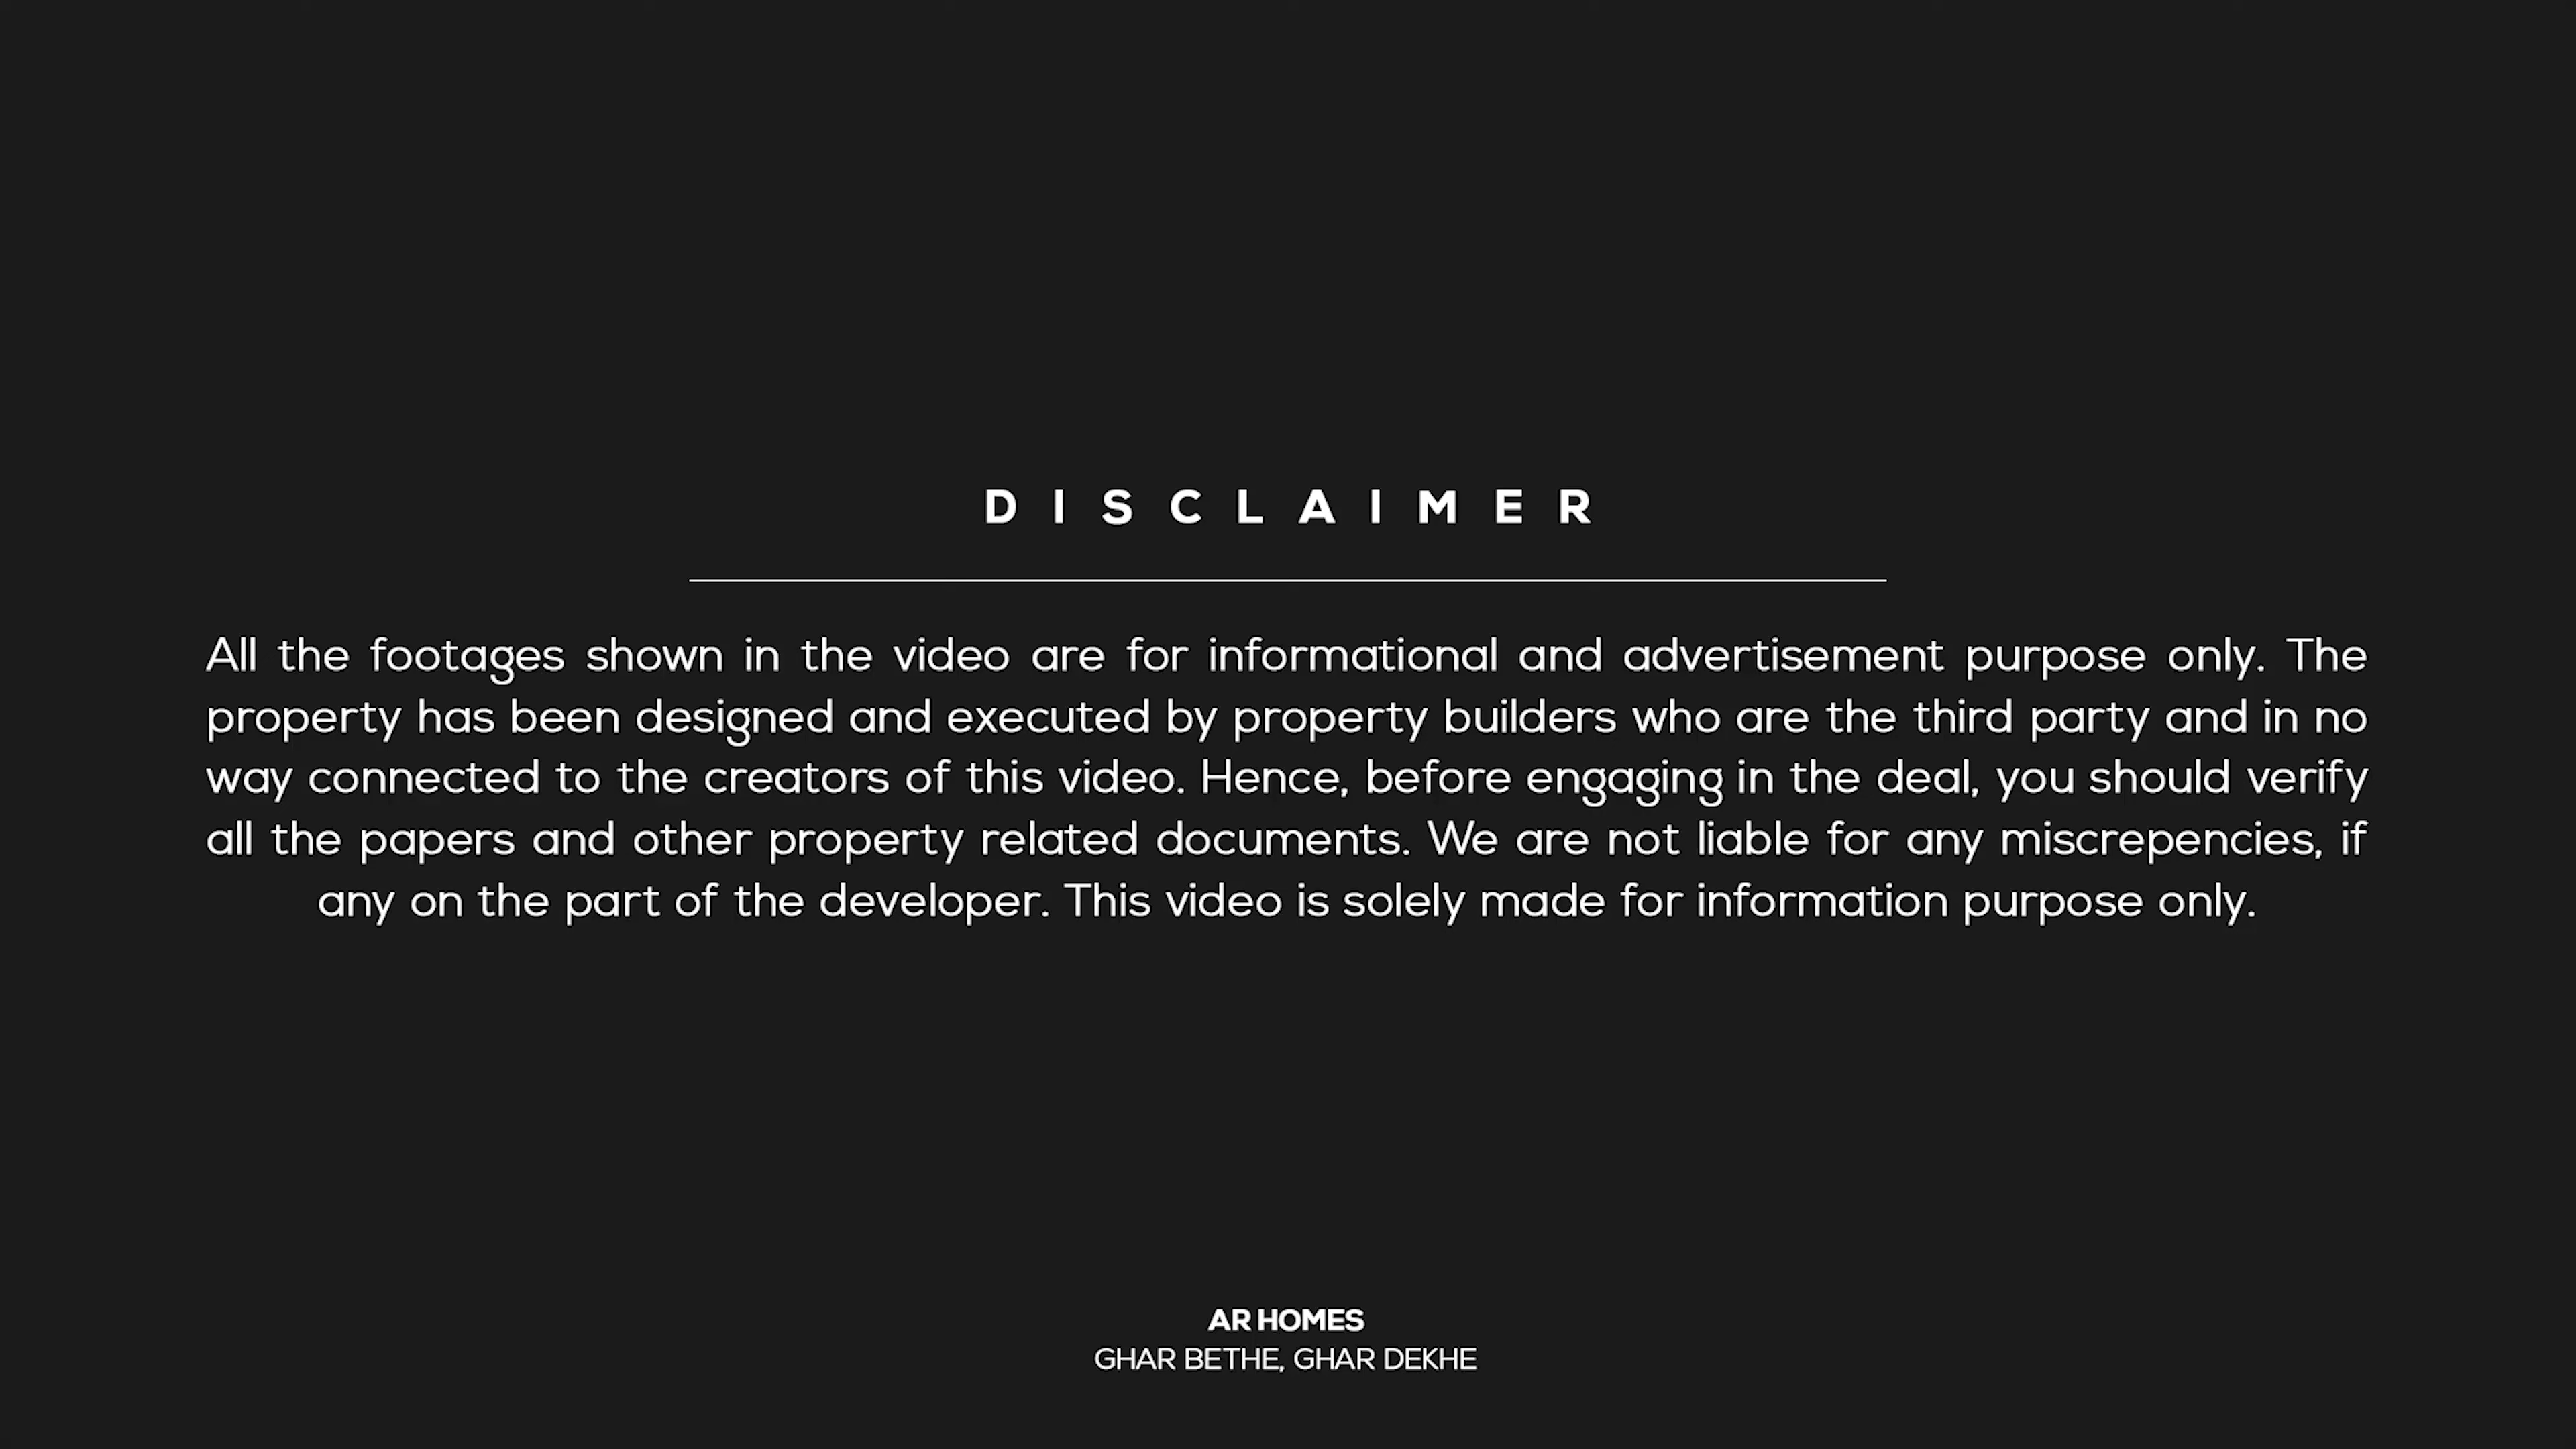 DISCLAIMER
All the footages shown in the video are for informational and advertisement purpose only. The
property has been designed and executed by property builders who are the third party and in no
way connected to the creators of this video. Hence, before engaging in the deal, you should verify
all the papers and other property related documents. We are not liable for any miscrepencies, if
any on the part of the developer. This video is solely made for information purpose only.
AR HOMES
GHAR BETHE, GHAR DEKHE